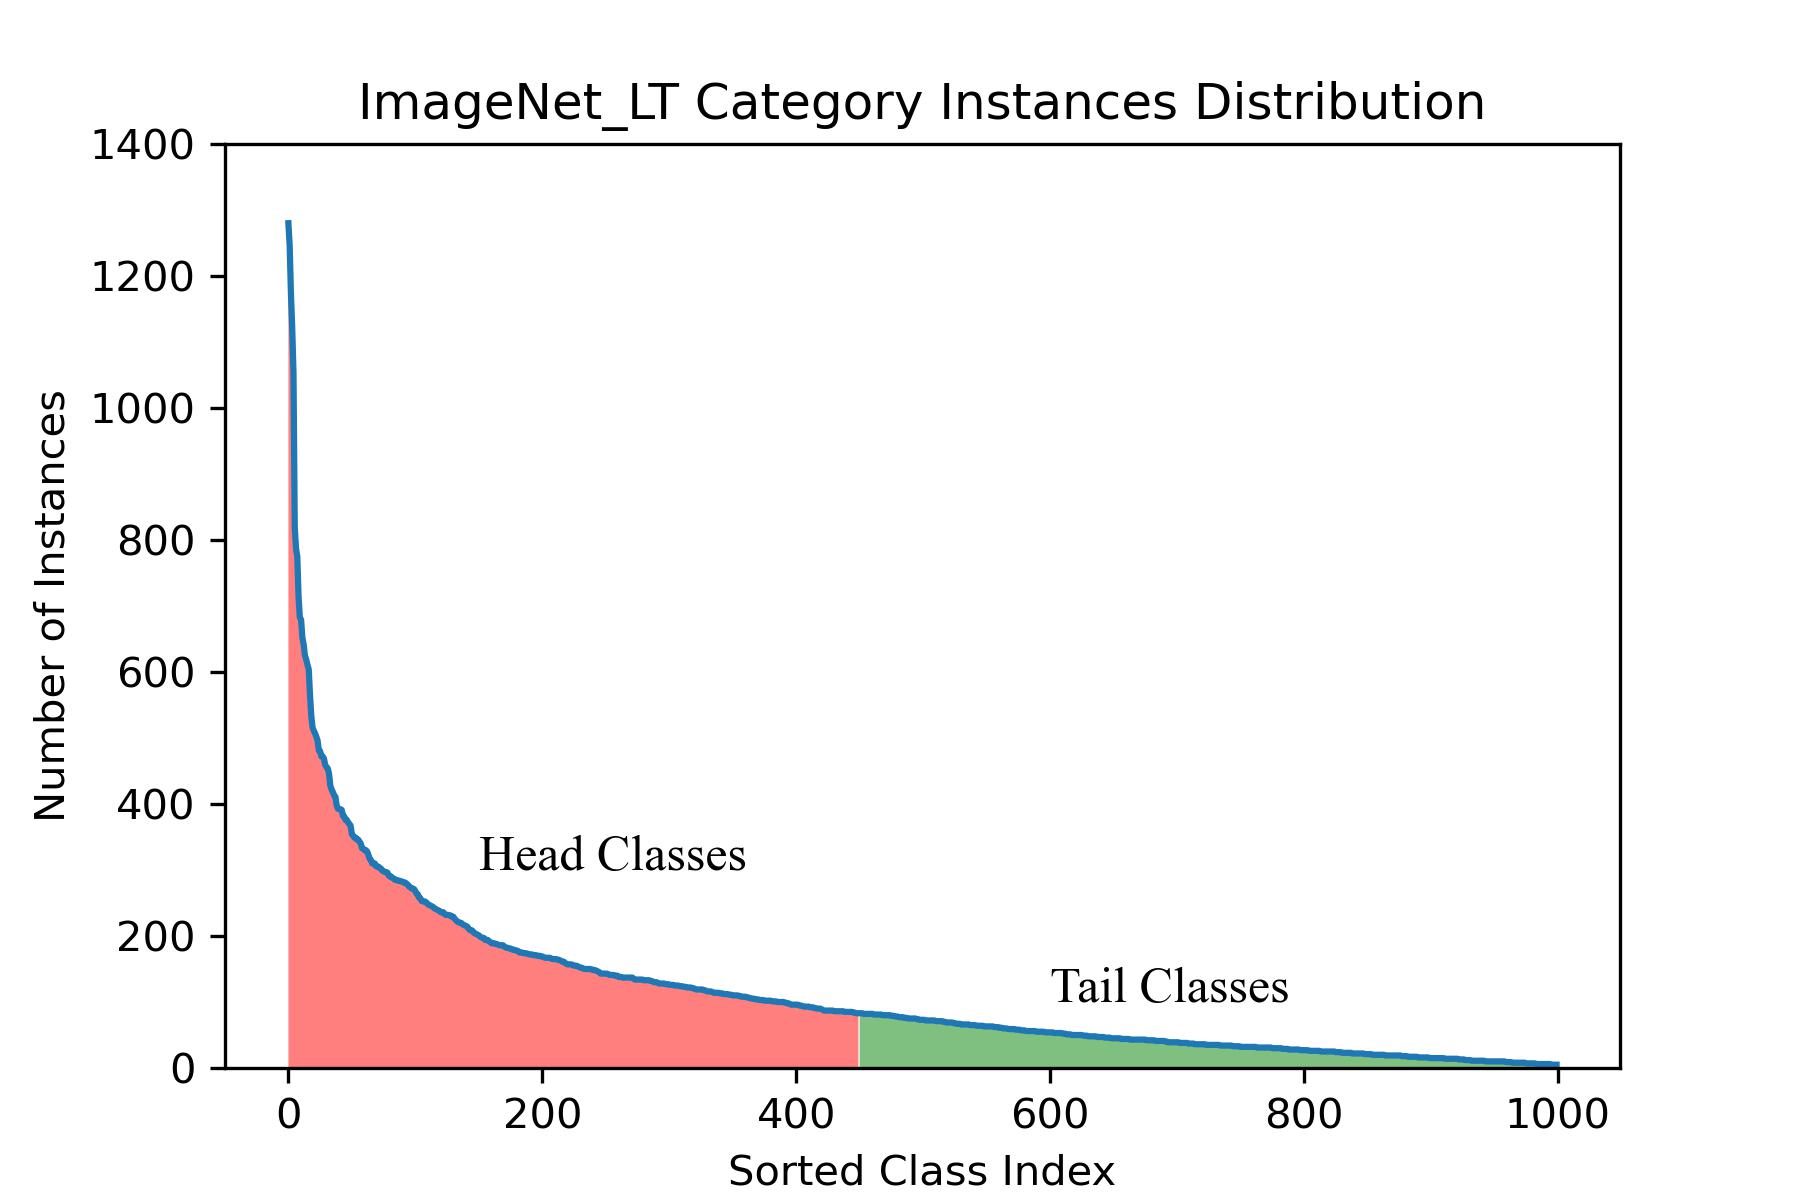 ImageNet_LT Category Instances Distribution
1400
1200
1000
800
600
400
200
0
Number of Instances
Head Classes
Tail Classes
0 200 400 600 800 1000
Sorted Class Index